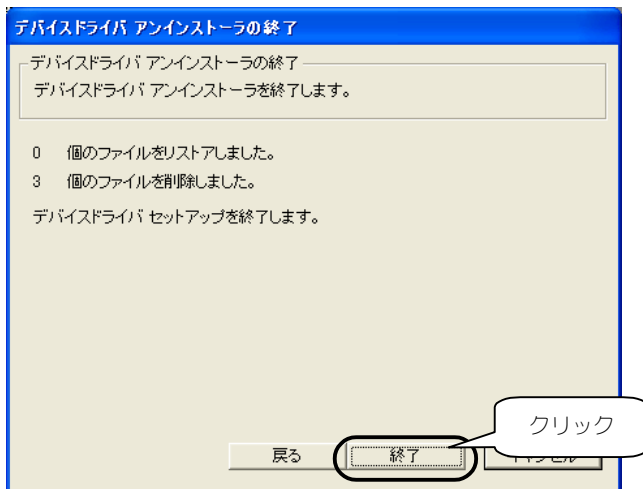 デバイスドライバ アンインストーラの終了
デバイスドライバ アンインストーラの終了
デバイスドライバ アンインストーラを終了します。
0 個のファイルをリストアしました。
3 個のファイルを削除しました。
デバイスドライバ セットアップを終了します。
クリック
戻る
終了